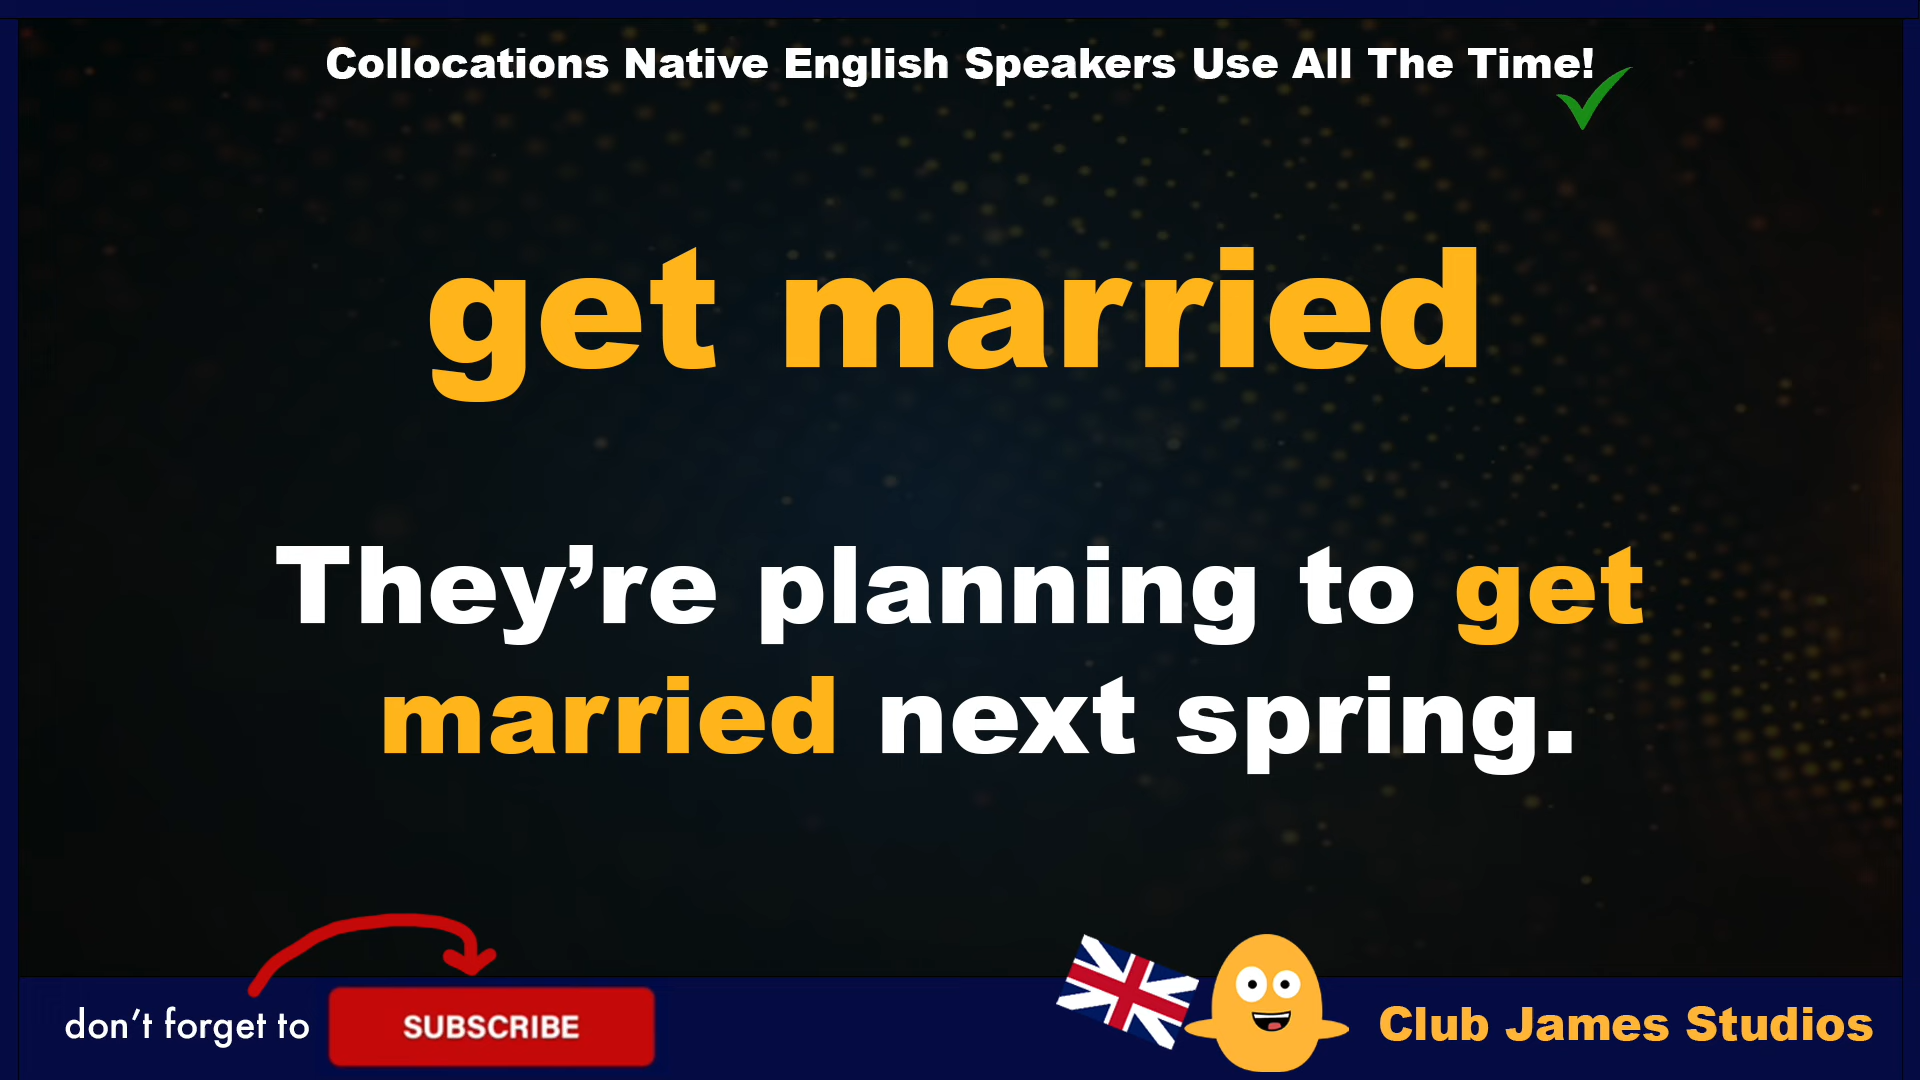 Collocations Native English Speakers Use All The Time!
get married
They’re planning to get
married next spring.
don’t forget to
SUBSCRIBE
Club James Studios